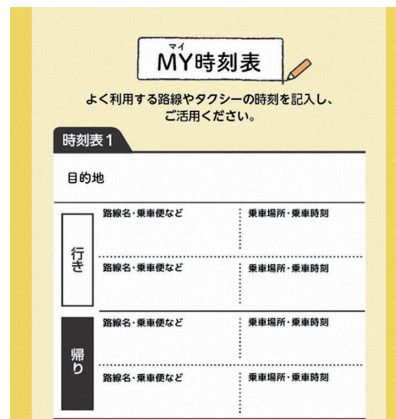 マイ
MY時刻表
よく利用する路線やタクシーの時刻を記入し、
ご活用ください。
時刻表1
目的地
行き
路線名・乗車便など 乗車場所・乗車時刻
路線名・乗車便など 乗車場所・乗車時刻
帰り
路線名・乗車便など 乗車場所・乗車時刻
路線名・乗車便など 乗車場所・乗車時刻